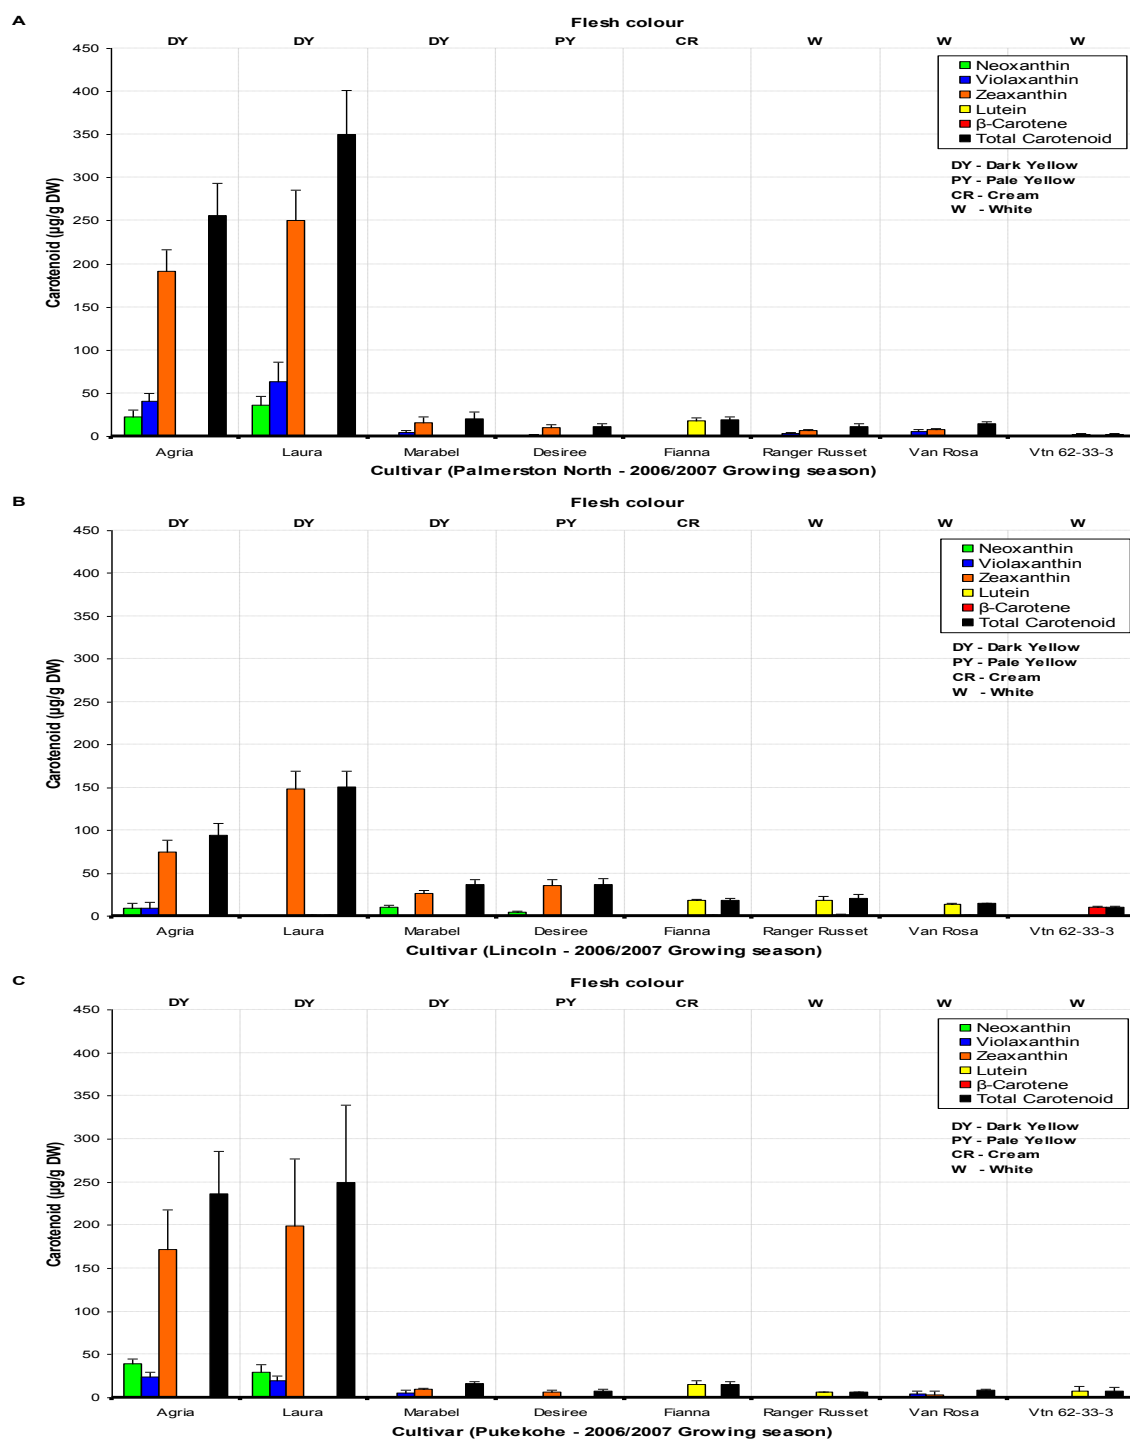 A
Flesh colour
DY DY DY PY CR W W W
450
400
350
300
250
200
150
100
50
0
Carotenoid (µg/g DW)
Neoxanthin
Violaxanthin
Zeaxanthin
Lutein
β-Carotene
Total Carotenoid
DY - Dark Yellow
PY - Pale Yellow
CR - Cream
W - White
Agria Laura Marabel Desiree Fianna Ranger Russet Van Rosa Vtn 62-33-3
Cultivar (Palmerston North - 2006/2007 Growing season)
B
Flesh colour
DY DY DY PY CR W W W
450
400
350
300
250
200
150
100
50
0
Carotenoid (µg/g DW)
Neoxanthin
Violaxanthin
Zeaxanthin
Lutein
β-Carotene
Total Carotenoid
DY - Dark Yellow
PY - Pale Yellow
CR - Cream
W - White
Agria Laura Marabel Desiree Fianna Ranger Russet Van Rosa Vtn 62-33-3
Cultivar (Lincoln - 2006/2007 Growing season)
C
Flesh colour
DY DY DY PY CR W W W
450
400
350
300
250
200
150
100
50
0
Carotenoid (µg/g DW)
Neoxanthin
Violaxanthin
Zeaxanthin
Lutein
β-Carotene
Total Carotenoid
DY - Dark Yellow
PY - Pale Yellow
CR - Cream
W - White
Agria Laura Marabel Desiree Fianna Ranger Russet Van Rosa Vtn 62-33-3
Cultivar (Pukekohe - 2006/2007 Growing season)